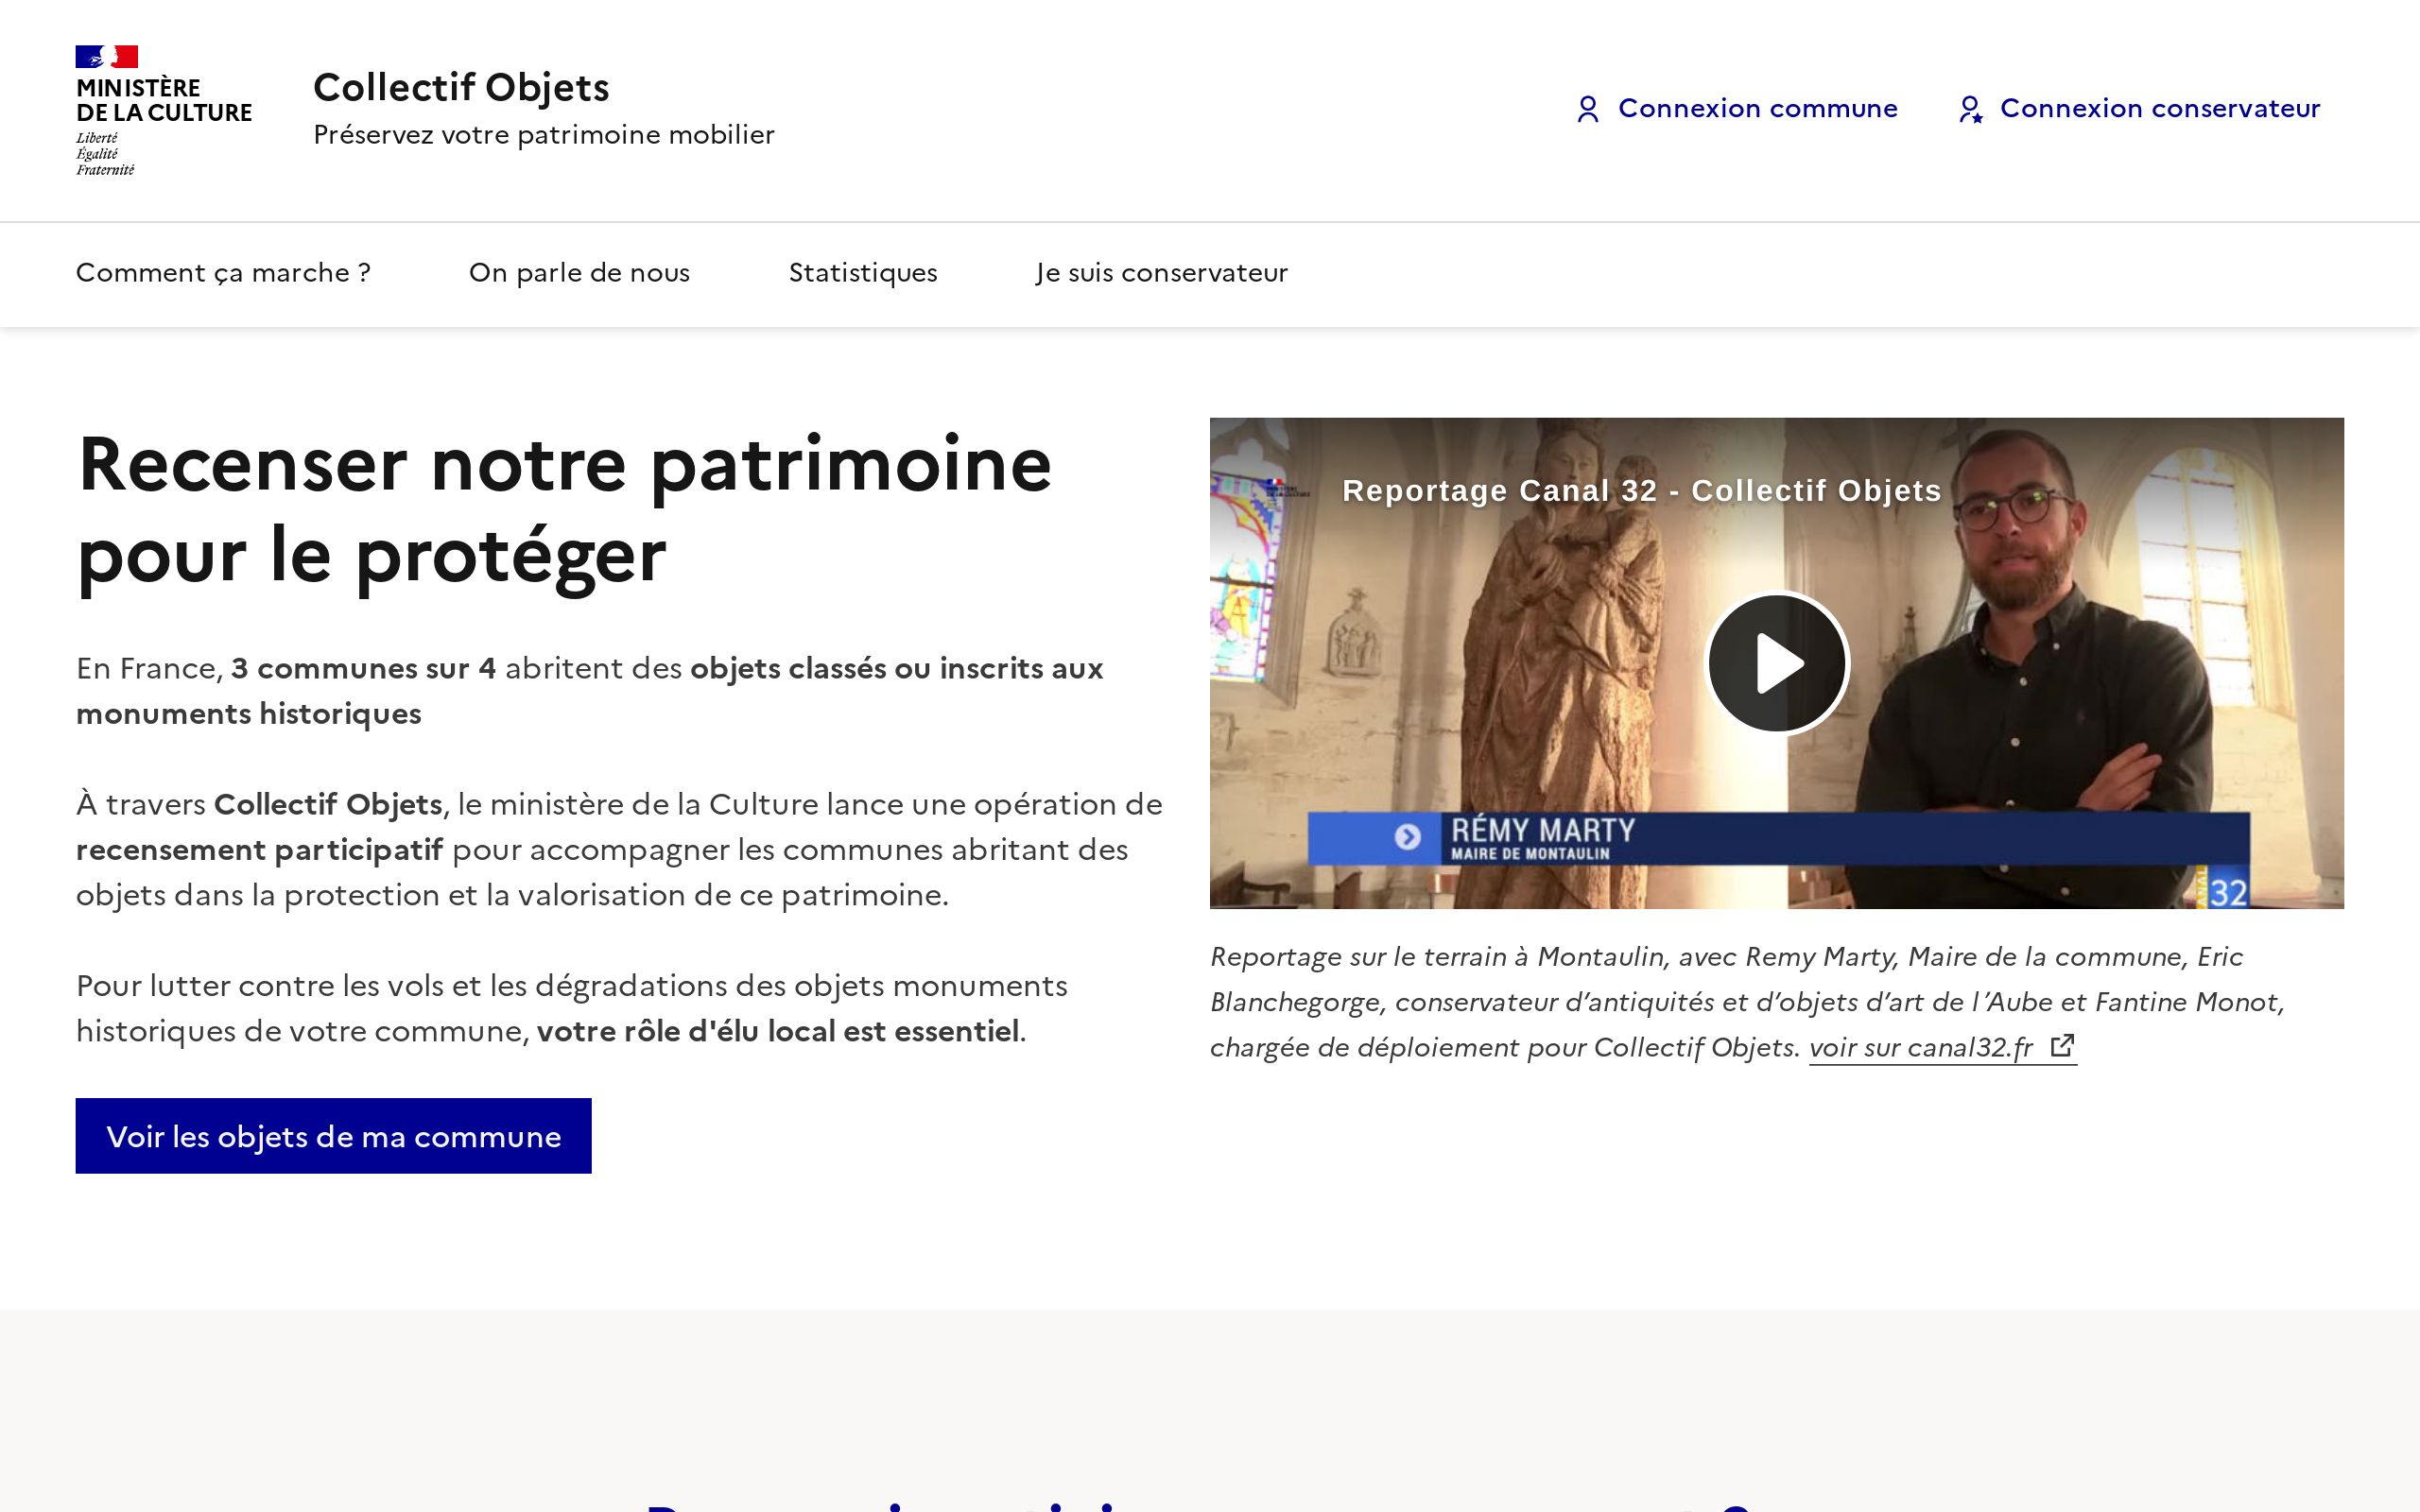 MINISTÈRE
DE LA CULTURE
Liberté
Égalité
Fraternité
Collectif Objets
Préservez votre patrimoine mobilier
Connexion commune
Connexion conservateur
Comment ça marche ?
On parle de nous
Statistiques
Je suis conservateur
Recenser notre patrimoine
pour le protéger
En France, 3 communes sur 4 abritent des objets classés ou inscrits aux
monuments historiques
À travers Collectif Objets, le ministère de la Culture lance une opération de
recensement participatif pour accompagner les communes abritant des
objets dans la protection et la valorisation de ce patrimoine.
Pour lutter contre les vols et les dégradations des objets monuments
historiques de votre commune, votre rôle d'élu local est essentiel.
Voir les objets de ma commune
Reportage Canal 32 - Collectif Objets
RÉMY MARTY
MAIRE DE MONTAULIN
32
Reportage sur le terrain à Montaulin, avec Remy Marty, Maire de la commune, Eric
Blanchegorge, conservateur d’antiquités et d’objets d’art de l´Aube et Fantine Monot,
chargée de déploiement pour Collectif Objets. voir sur canal32.fr